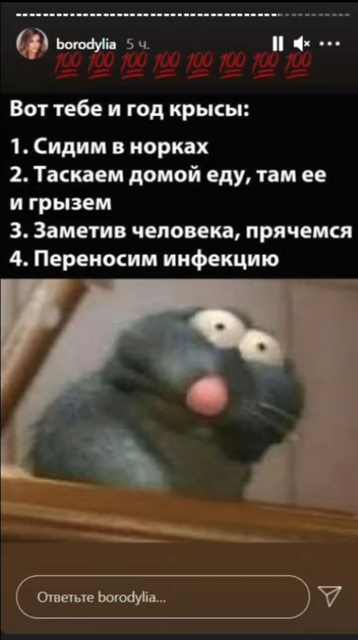 borodylia 5 ч.
💯 💯 💯 💯 💯 💯 💯 💯
Вот тебе и год крысы:
1. Сидим в норках
2. Таскаем домой еду, там ее
и грызем
3. Заметив человека, прячемся
4. Переносим инфекцию
Ответьте borodylia...